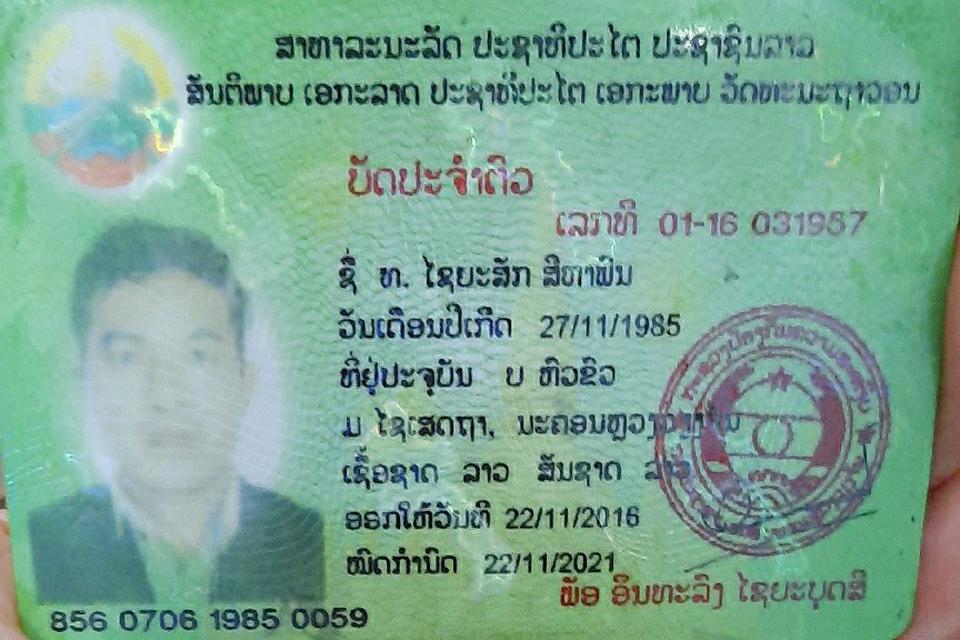 ສາທາລະນະລັດ ປະຊາທິປະໄຕ ປະຊາຊົນລາວ
ສັນຕິພາບ ເອກະລາດ ປະຊາທິປະໄຕ ເອກະພາບ ວັດທະນະຖາວອນ
ບັດປະຈຳຕົວ
ເລກທີ 01-16 031957
ຊື່ ທ. ໄຊຍະສັກ ສີຫາພົນ
ວັນເດືອນປີເກີດ 27/11/1985
ທີ່ຢູ່ປະຈຸບັນ ບ ຫົວຂົວ
ມ ໄຊເສດຖາ, ນະຄອນຫຼວງວຽງຈັນ
ເຊື້ອຊາດ ລາວ ສັນຊາດ ລາວ
ອອກໃຫ້ວັນທີ 22/11/2016
ໝົດກຳນົດ 22/11/2021
ພັອ ອິນທະລົງ ໄຊຍະບຸດສີ
856 0706 1985 0059